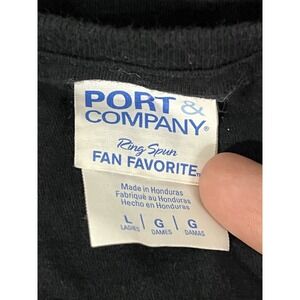 PORT &
COMPANY®
Ring Spun
FAN FAVORITE™
Made in Honduras
Fabriqué au Honduras
Hecho en Honduras
L | G | G
LADIES DAMES DAMAS